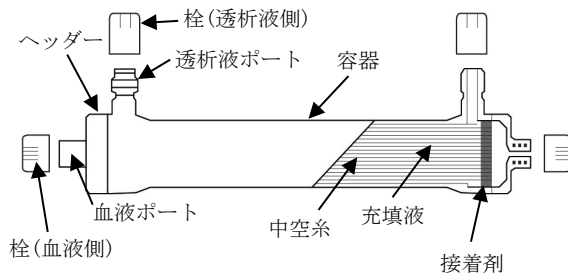 栓(透析液側)
ヘッダー
透析液ポート
容器
血液ポート
中空糸
充填液
栓(血液側)
接着剤